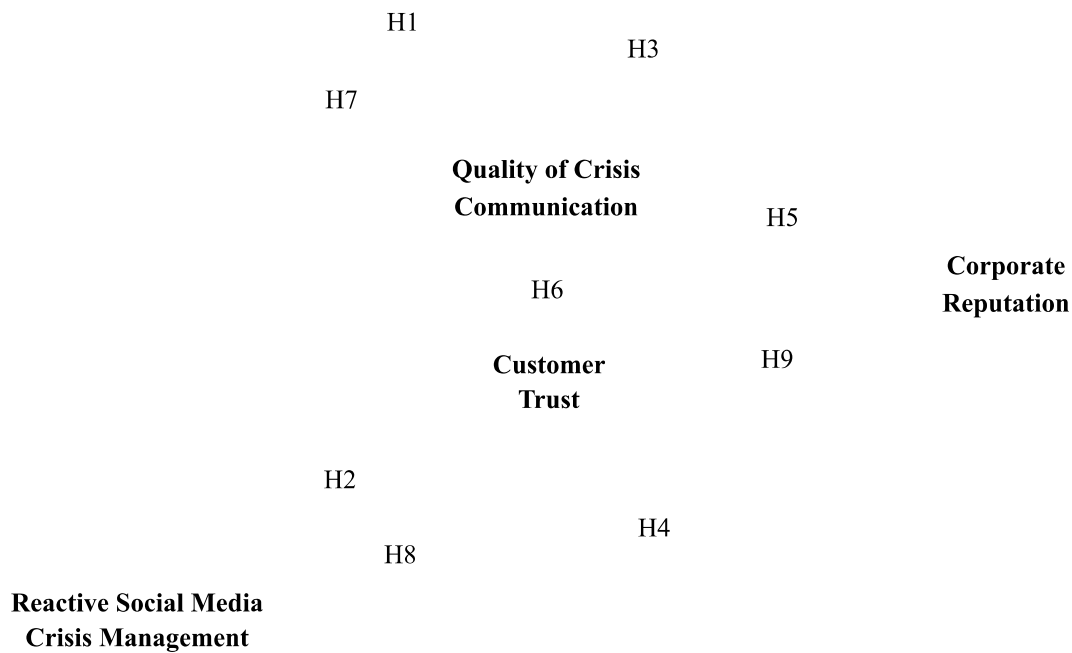 H1
H3
H7
Quality of Crisis
Communication
H5
Corporate
Reputation
H6
Customer
Trust
H9
H2
H4
H8
Reactive Social Media
Crisis Management